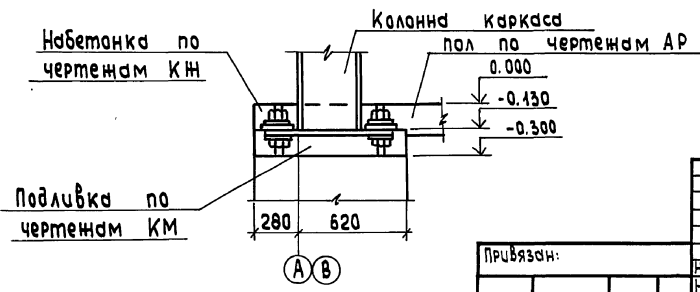 Набетонка по
чертежам КЖ
Колонна каркаса
пол по чертежам АР
0.000
-0.130
-0.300
Подливка по
чертежам КМ
280 620
А В
Привязан: